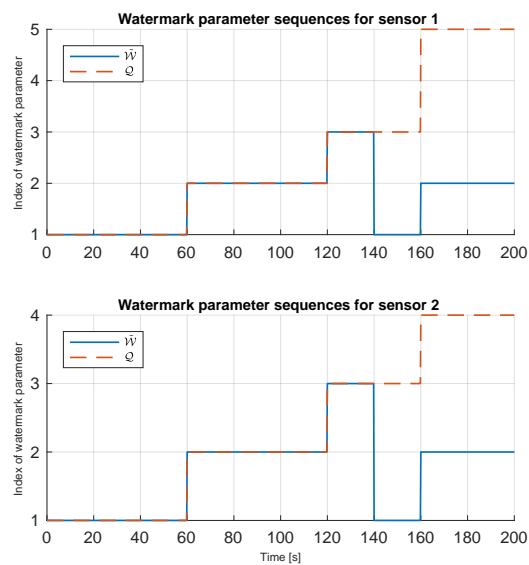 Watermark parameter sequences for sensor 1
Index of watermark parameter
5
4
3
2
1
W̄
Q
0 20 40 60 80 100 120 140 160 180 200
Watermark parameter sequences for sensor 2
Index of watermark parameter
4
3
2
1
W̄
Q
0 20 40 60 80 100 120 140 160 180 200
Time [s]